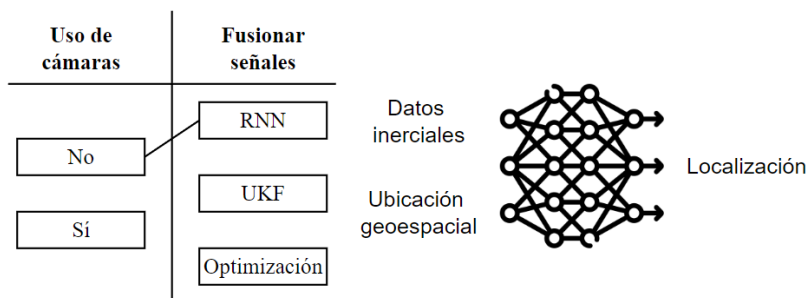 Uso de
cámaras
Fusionar
señales
No
Sí
RNN
UKF
Optimización
Datos
inerciales
Ubicación
geoespacial
Localización